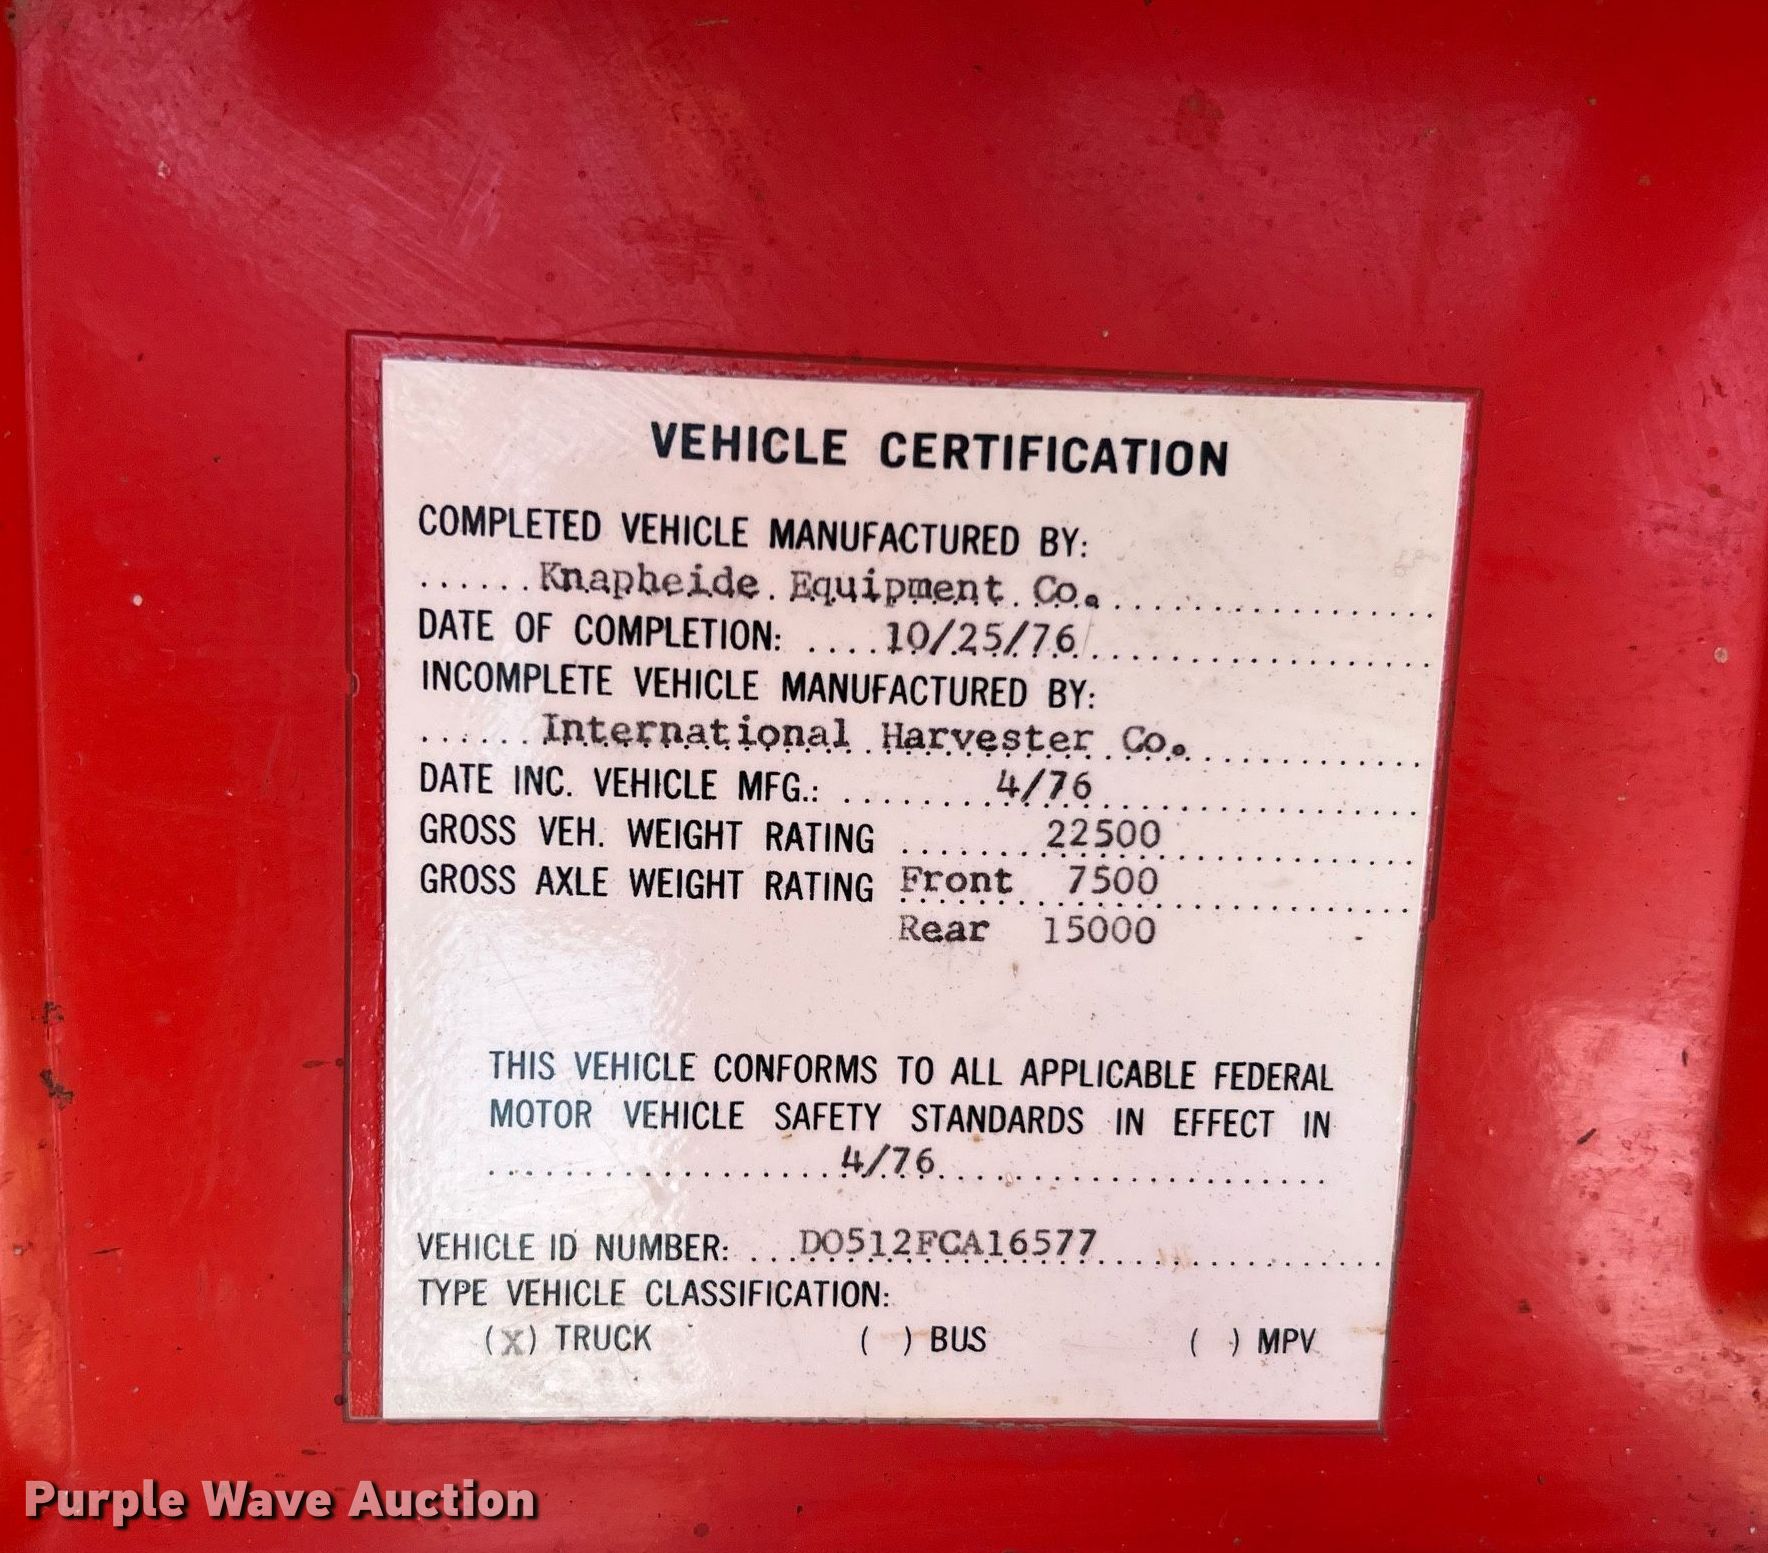 VEHICLE CERTIFICATION
COMPLETED VEHICLE MANUFACTURED BY:
......Knapheide Equipment Co.
DATE OF COMPLETION: ....10/25/76
INCOMPLETE VEHICLE MANUFACTURED BY:
......International Harvester Co.
DATE INC. VEHICLE MFG.: ........4/76
GROSS VEH. WEIGHT RATING ....... 22500
GROSS AXLE WEIGHT RATING Front 7500
Rear 15000
THIS VEHICLE CONFORMS TO ALL APPLICABLE FEDERAL
MOTOR VEHICLE SAFETY STANDARDS IN EFFECT IN
4/76
VEHICLE ID NUMBER: ...DO512FCA16577
TYPE VEHICLE CLASSIFICATION:
(X) TRUCK ( ) BUS ( ) MPV
Purple Wave Auction